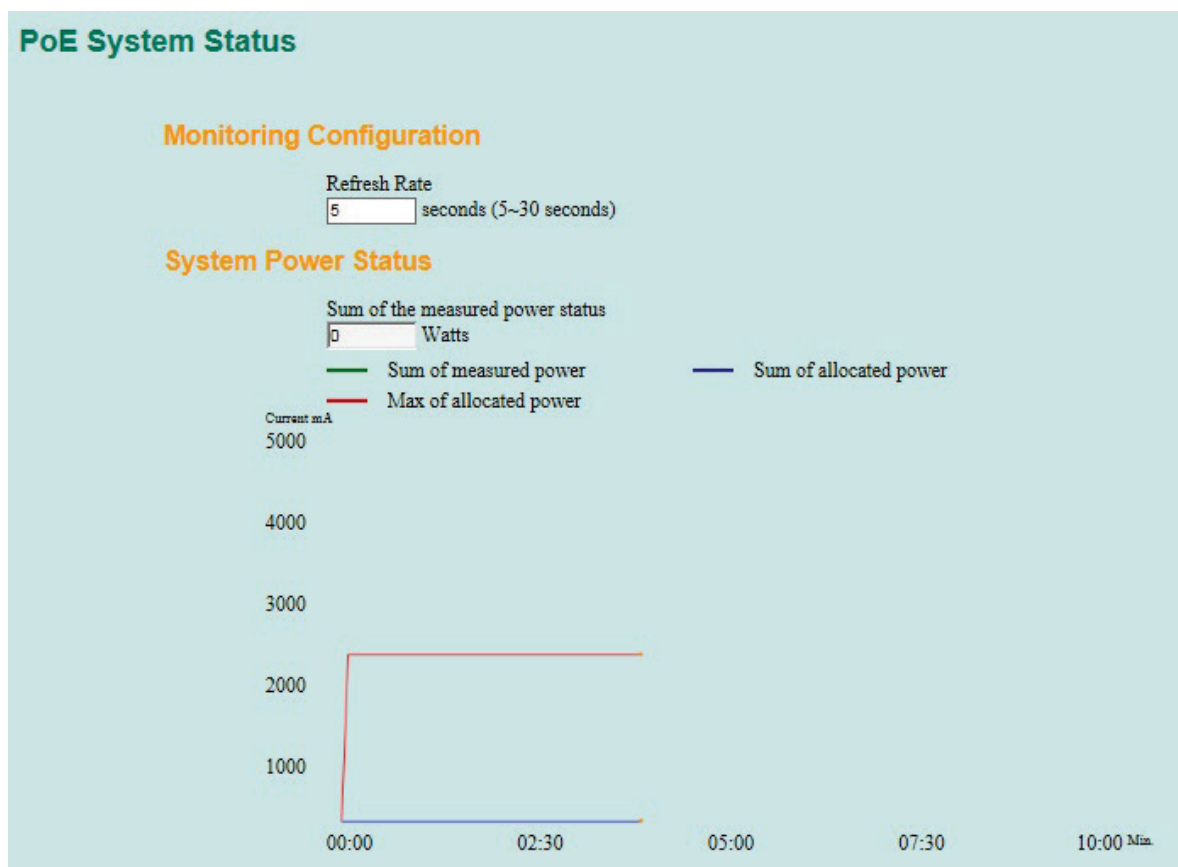 PoE System Status
Monitoring Configuration
Refresh Rate
5 seconds (5~30 seconds)
System Power Status
Sum of the measured power status
0 Watts
Sum of measured power Sum of allocated power
Max of allocated power
Current mA
5000
4000
3000
2000
1000
00:00 02:30 05:00 07:30 10:00 Min.